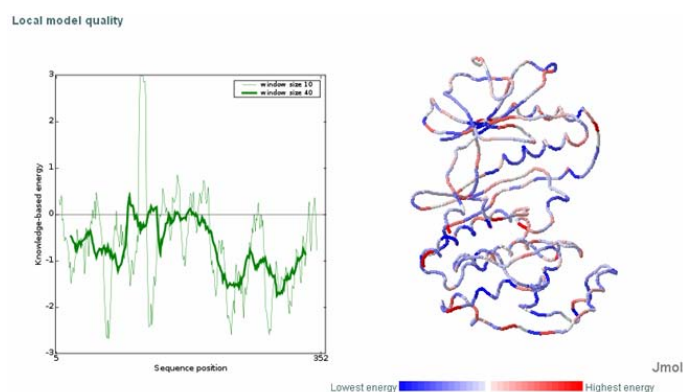 Local model quality
window size 10
window size 40
3
2
1
0
-1
-2
-3
Knowledge-based energy
5
352
Sequence position
Jmol
Lowest energy
Highest energy